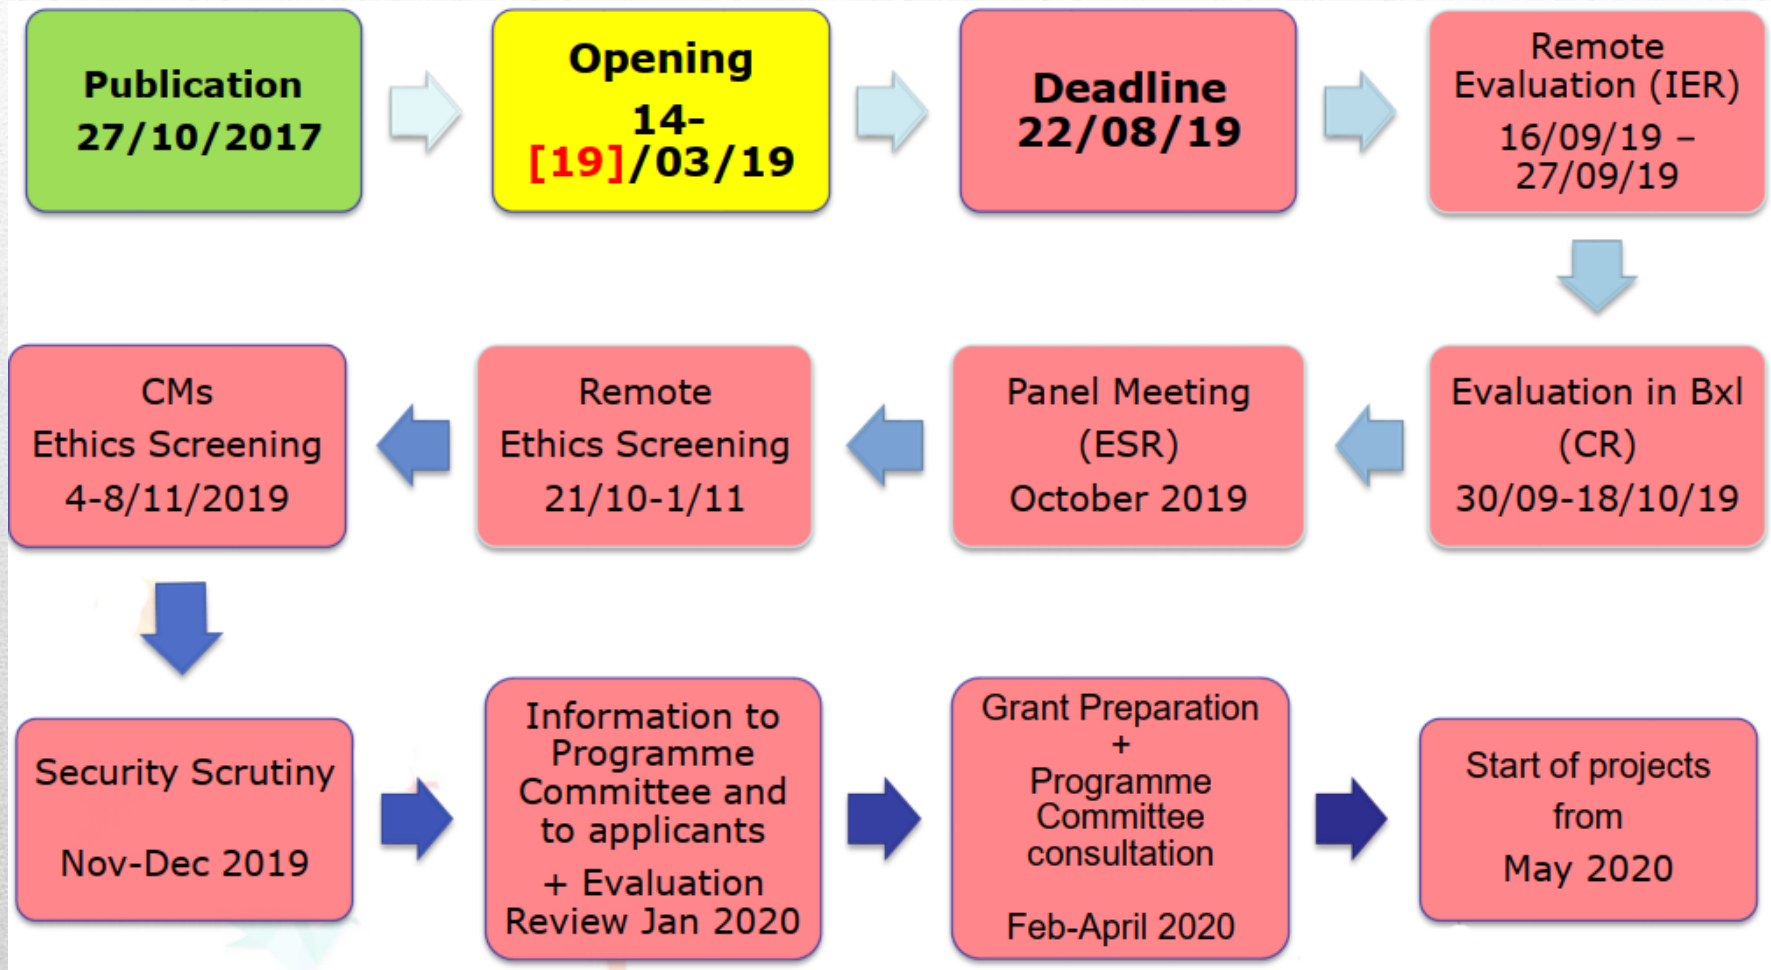 Publication
27/10/2017
Opening
14-
[19]/03/19
Deadline
22/08/19
Remote
Evaluation (IER)
16/09/19 –
27/09/19
Evaluation in Bxl
(CR)
30/09-18/10/19
Panel Meeting
(ESR)
October 2019
Remote
Ethics Screening
21/10-1/11
CMs
Ethics Screening
4-8/11/2019
Security Scrutiny
Nov-Dec 2019
Information to
Programme
Committee and
to applicants
+ Evaluation
Review Jan 2020
Grant Preparation
+
Programme
Committee
consultation
Feb-April 2020
Start of projects
from
May 2020